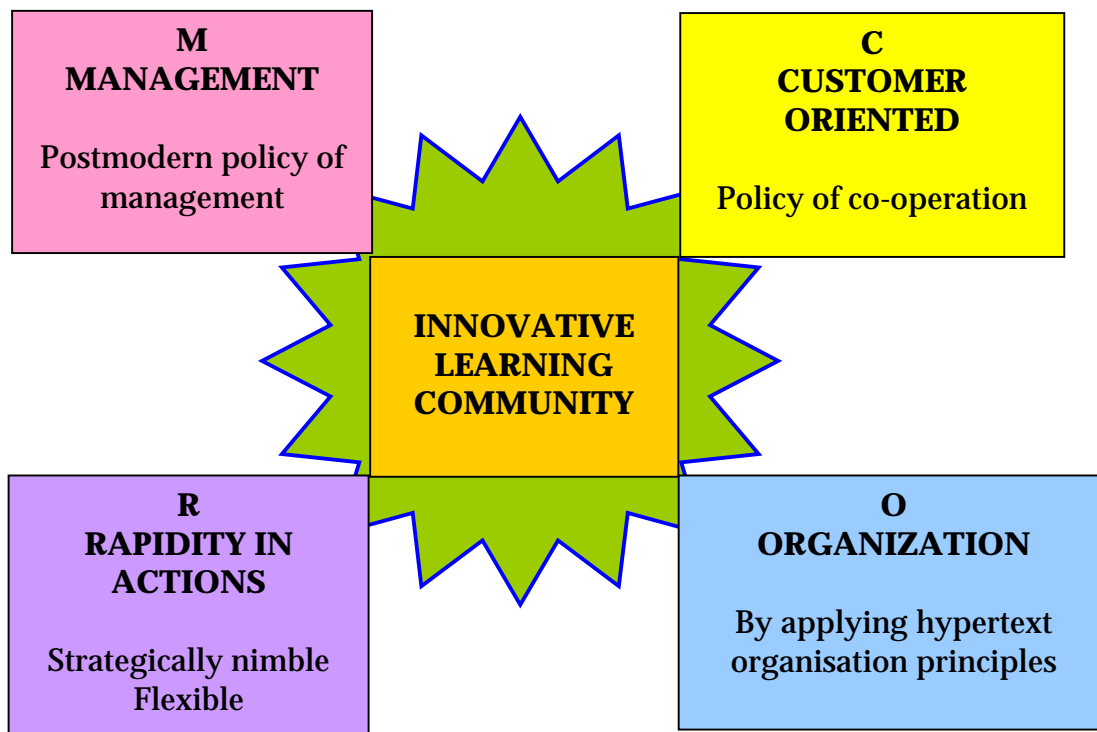 M
MANAGEMENT
Postmodern policy of
management
C
CUSTOMER
ORIENTED
Policy of co-operation
INNOVATIVE
LEARNING
COMMUNITY
R
RAPIDITY IN
ACTIONS
Strategically nimble
Flexible
O
ORGANIZATION
By applying hypertext
organisation principles